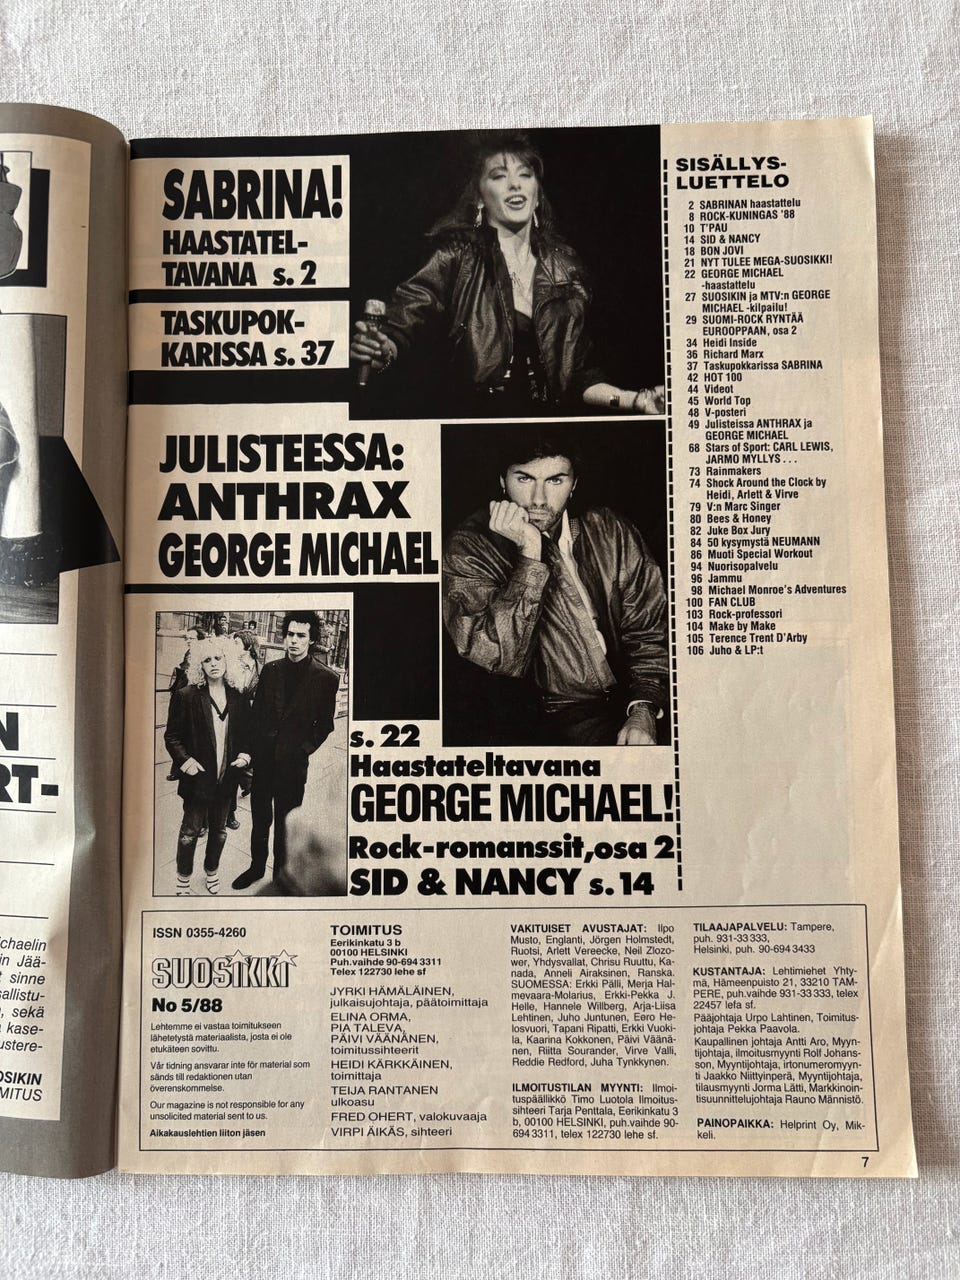 SABRINA!
HAASTATEL-
TAVANA s. 2
TASKUPOK-
KARISSA s. 37
JULISTEESSA:
ANTHRAX
GEORGE MICHAEL
s. 22
Haastateltavana
GEORGE MICHAEL!
Rock-romanssit,osa 2
SID & NANCY s. 14
SISÄLLYS-
LUETTELO
2 SABRINAN haastattelu
8 ROCK-KUNINGAS '88
10 T'PAU
14 SID & NANCY
18 BON JOVI
21 NYT TULEE MEGA-SUOSIKKI!
22 GEORGE MICHAEL
-haastattelu
27 SUOSIKIN ja MTV:n GEORGE
MICHAEL -kilpailu!
29 SUOMI-ROCK RYNTÄÄ
EUROOPPAAN, osa 2
34 Heidi Inside
36 Richard Marx
37 Taskupokkarissa SABRINA
42 HOT 100
44 Videot
45 World Top
48 V-posteri
49 Julisteissa ANTHRAX ja
GEORGE MICHAEL
68 Stars of Sport: CARL LEWIS,
JARMO MYLLYS . . .
73 Rainmakers
74 Shock Around the Clock by
Heidi, Arlett & Virve
79 V:n Marc Singer
80 Bees & Honey
82 Juke Box Jury
84 50 kysymystä NEUMANN
86 Muoti Special Workout
94 Nuorisopalvelu
96 Jammu
98 Michael Monroe's Adventures
100 FAN CLUB
103 Rock-professori
104 Make by Make
105 Terence Trent D'Arby
106 Juho & LP:t
ISSN 0355-4260
SUOSIKKI
No 5/88
Lehtemme ei vastaa toimitukseen
lähetetystä materiaalista, josta ei ole
etukäteen sovittu.
Vår tidning ansvarar inte för material som
sänds till redaktionen utan
överenskommelse.
Our magazine is not responsible for any
unsolicited material sent to us.
Aikakauslehtien liiton jäsen
TOIMITUS
Eerikinkatu 3 b
00100 HELSINKI
Puh.vaihde 90-694 3311
Telex 122730 lehe sf
JYRKI HÄMÄLÄINEN,
julkaisujohtaja, päätoimittaja
ELINA ORMA,
PIA TALEVA,
PÄIVI VÄÄNÄNEN,
toimitussihteerit
HEIDI KÄRKKÄINEN,
toimittaja
TEIJA RANTANEN
ulkoasu
FRED OHERT, valokuvaaja
VIRPI ÄIKÄS, sihteeri
VAKITUISET AVUSTAJAT: Ilpo
Musto, Englanti, Jörgen Holmstedt,
Ruotsi, Arlett Vereecke, Neil Zlozo-
wer, Yhdysvallat, Chrisu Ruuttu, Ka-
nada, Anneli Airaksinen, Ranska.
SUOMESSA: Erkki Pälli, Merja Hal-
mevaara-Molarius, Erkki-Pekka J.
Helle, Hannele Willberg, Arja-Liisa
Lehtinen, Juho Juntunen, Eero He-
losvuori, Tapani Ripatti, Erkki Vuoki-
la, Kaarina Kokkonen, Päivi Väänä-
nen, Riitta Sourander, Virve Valli,
Reddie Redford, Juha Tynkkynen.
ILMOITUSTILAN MYYNTI: Ilmoi-
tuspäällikkö Timo Luotola Ilmoitus-
sihteeri Tarja Penttala, Eerikinkatu 3
b, 00100 HELSINKI, puh.vaihde 90-
694 3311, telex 122730 lehe sf.
TILAAJAPALVELU: Tampere,
puh. 931-33 333,
Helsinki, puh. 90-694 3433
KUSTANTAJA: Lehtimiehet Yhty-
mä, Hämeenpuisto 21, 33210 TAM-
PERE, puh.vaihde 931-33 333, telex
22457 lefa sf.
Pääjohtaja Urpo Lahtinen, Toimitus-
johtaja Pekka Paavola.
Kaupallinen johtaja Antti Aro, Myyn-
tijohtaja, ilmoitusmyynti Rolf Johans-
son, Myyntijohtaja, irtonumeromyyn-
ti Jaakko Niittyinperä, Myyntijohtaja,
tilausmyynti Jorma Lätti, Markkinoin-
tisuunnittelujohtaja Rauno Männistö.
PAINOPAIKKA: Helprint Oy, Mik-
keli.
7
N
RT-
ichaelin
in Jää-
t sinne
sallistu-
, sekä
kase-
ustere-
OSIKIN
MITUS